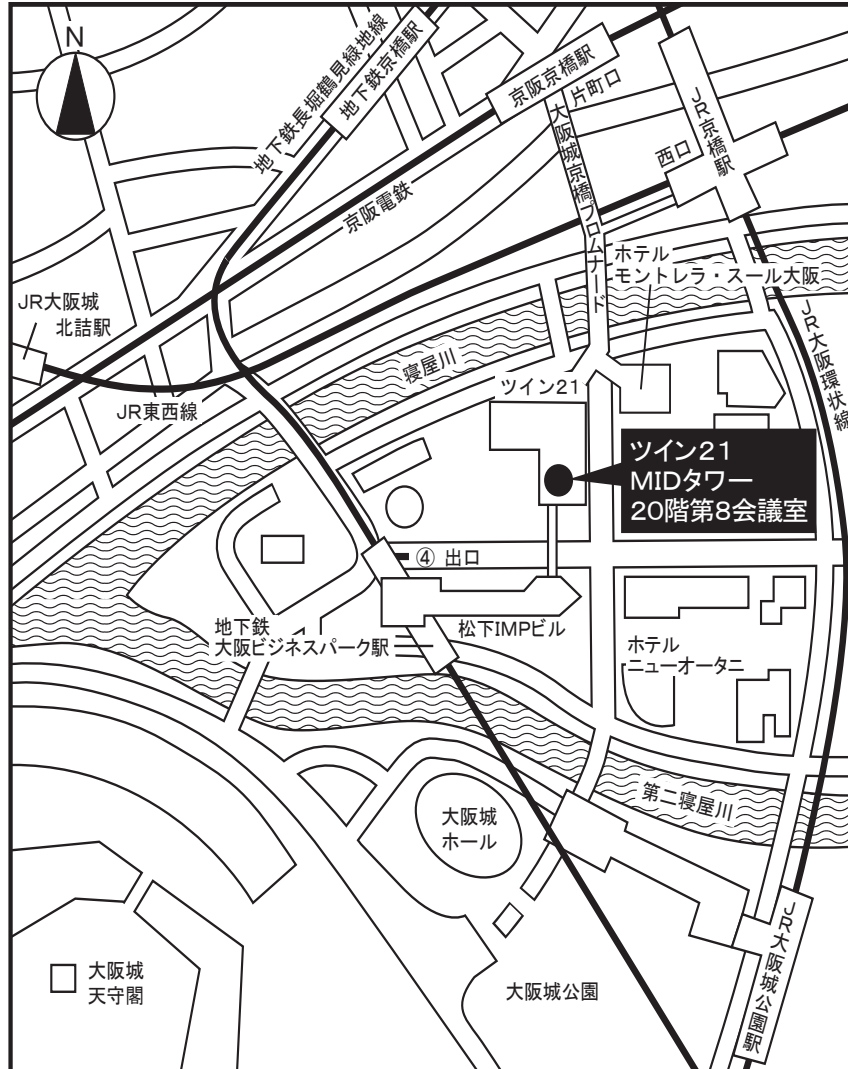 N
地下鉄長堀鶴見緑地線
地下鉄京橋駅
京阪京橋駅
片町口
JR京橋駅
西口
大阪城京橋プロムナード
京阪電鉄
ホテル
モントレラ・スール大阪
JR大阪城
北詰駅
JR大阪環状線
寝屋川
JR東西線
ツイン21
ツイン21
MIDタワー
20階第8会議室
④ 出口
地下鉄
大阪ビジネスパーク駅
松下IMPビル
ホテル
ニューオータニ
第二寝屋川
大阪城
ホール
JR大阪城公園駅
大阪城
天守閣
大阪城公園